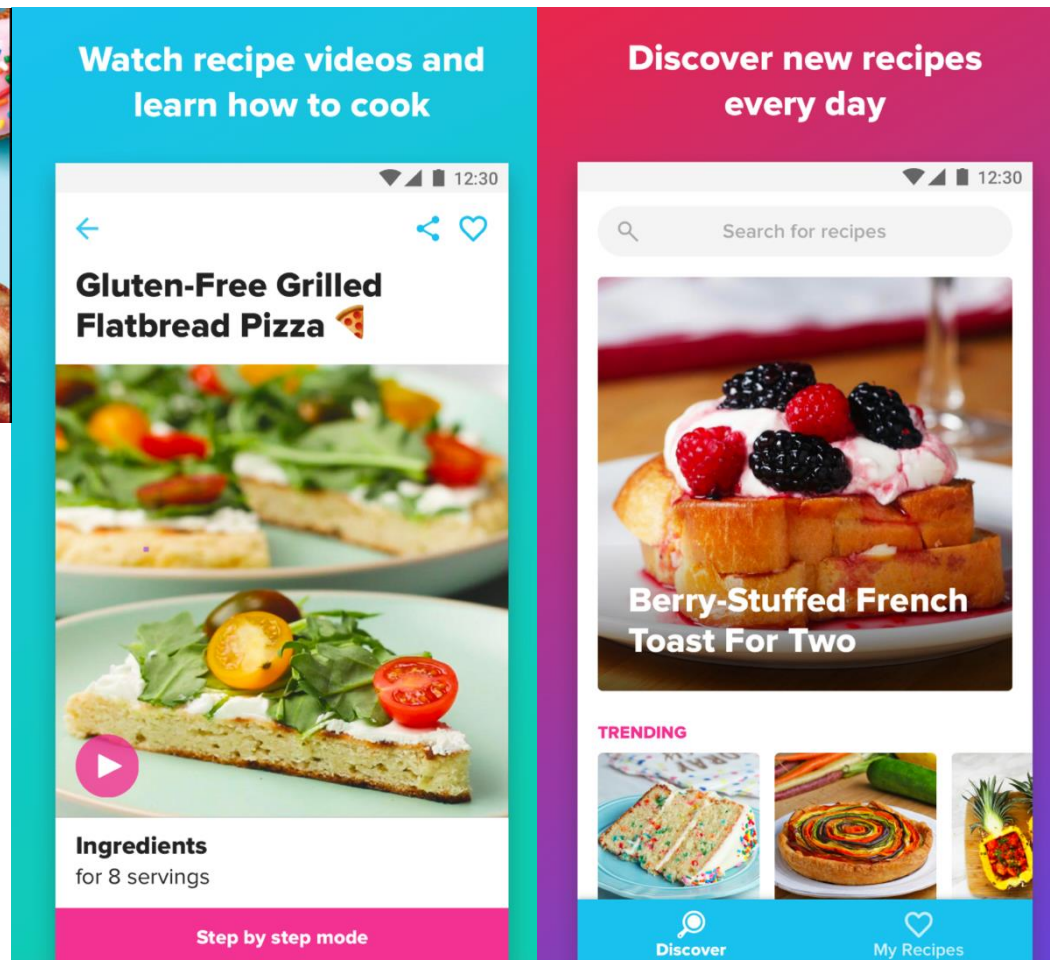 Watch recipe videos and
learn how to cook
12:30
Gluten-Free Grilled
Flatbread Pizza
Ingredients
for 8 servings
Step by step mode
Discover new recipes
every day
12:30
Search for recipes
Berry-Stuffed French
Toast For Two
TRENDING
Discover
My Recipes